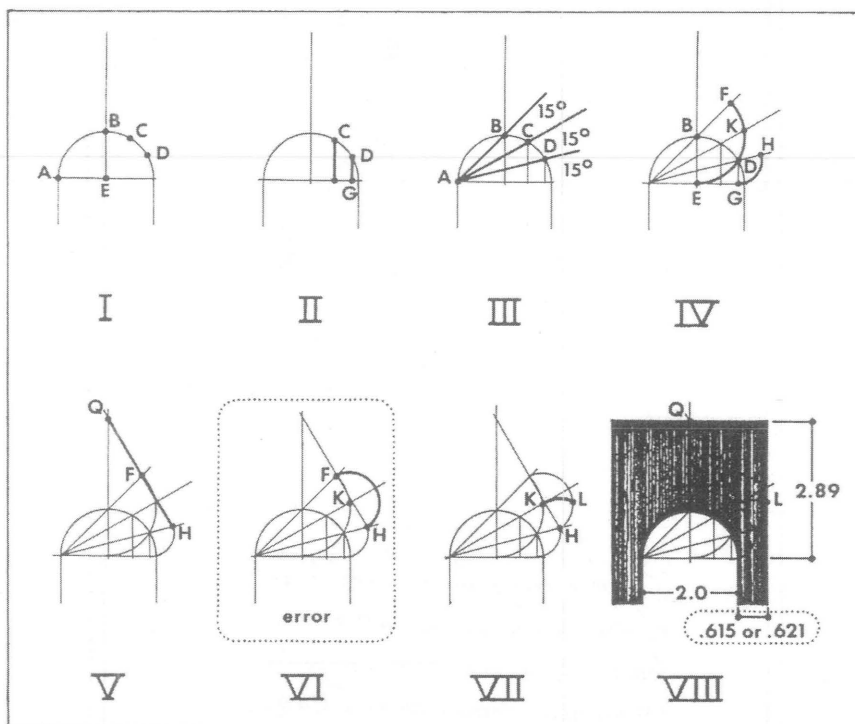 B
C
D
A
E
I
C
D
G
II
B
C
D
A
15°
15°
15°
III
F
K
B
H
D
E
G
IV
Q
F
H
V
F
K
H
error
VI
K
L
H
VII
Q
L
2.89
2.0
.615 or .621
VIII